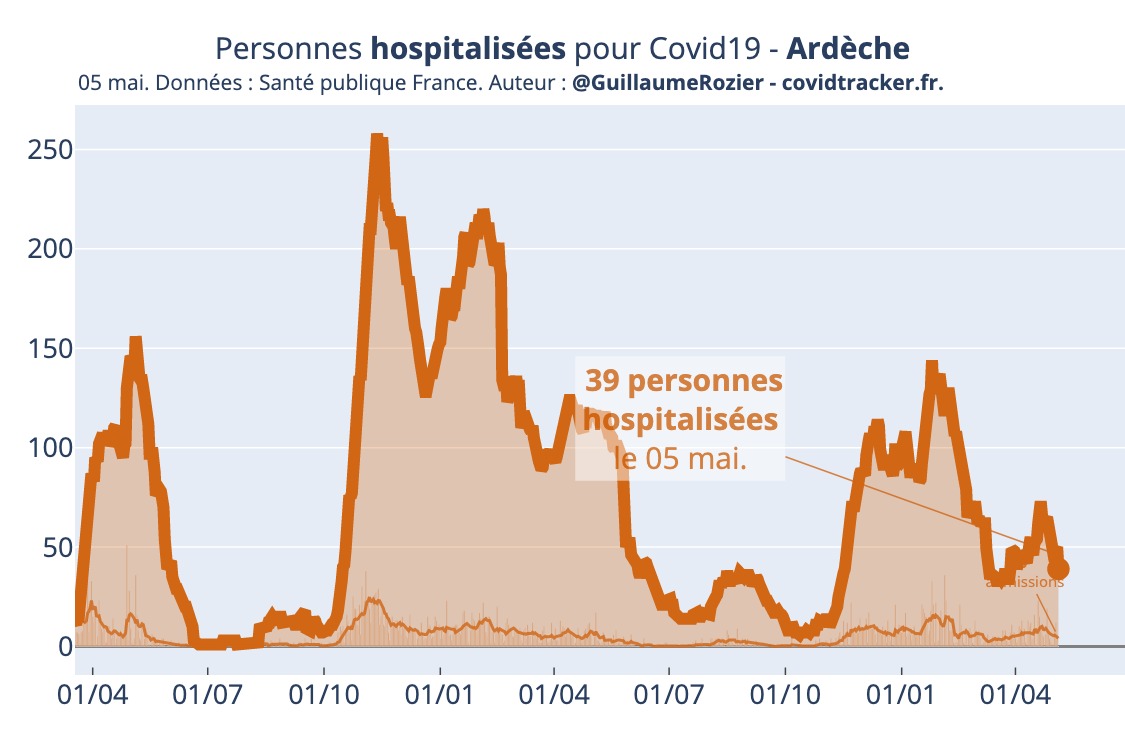 Personnes hospitalisées pour Covid19 - Ardèche
05 mai. Données : Santé publique France. Auteur : @GuillaumeRozier - covidtracker.fr.
250
200
150
100
50
0
39 personnes
hospitalisées
le 05 mai.
admissions
01/04 01/07 01/10 01/01 01/04 01/07 01/10 01/01 01/04